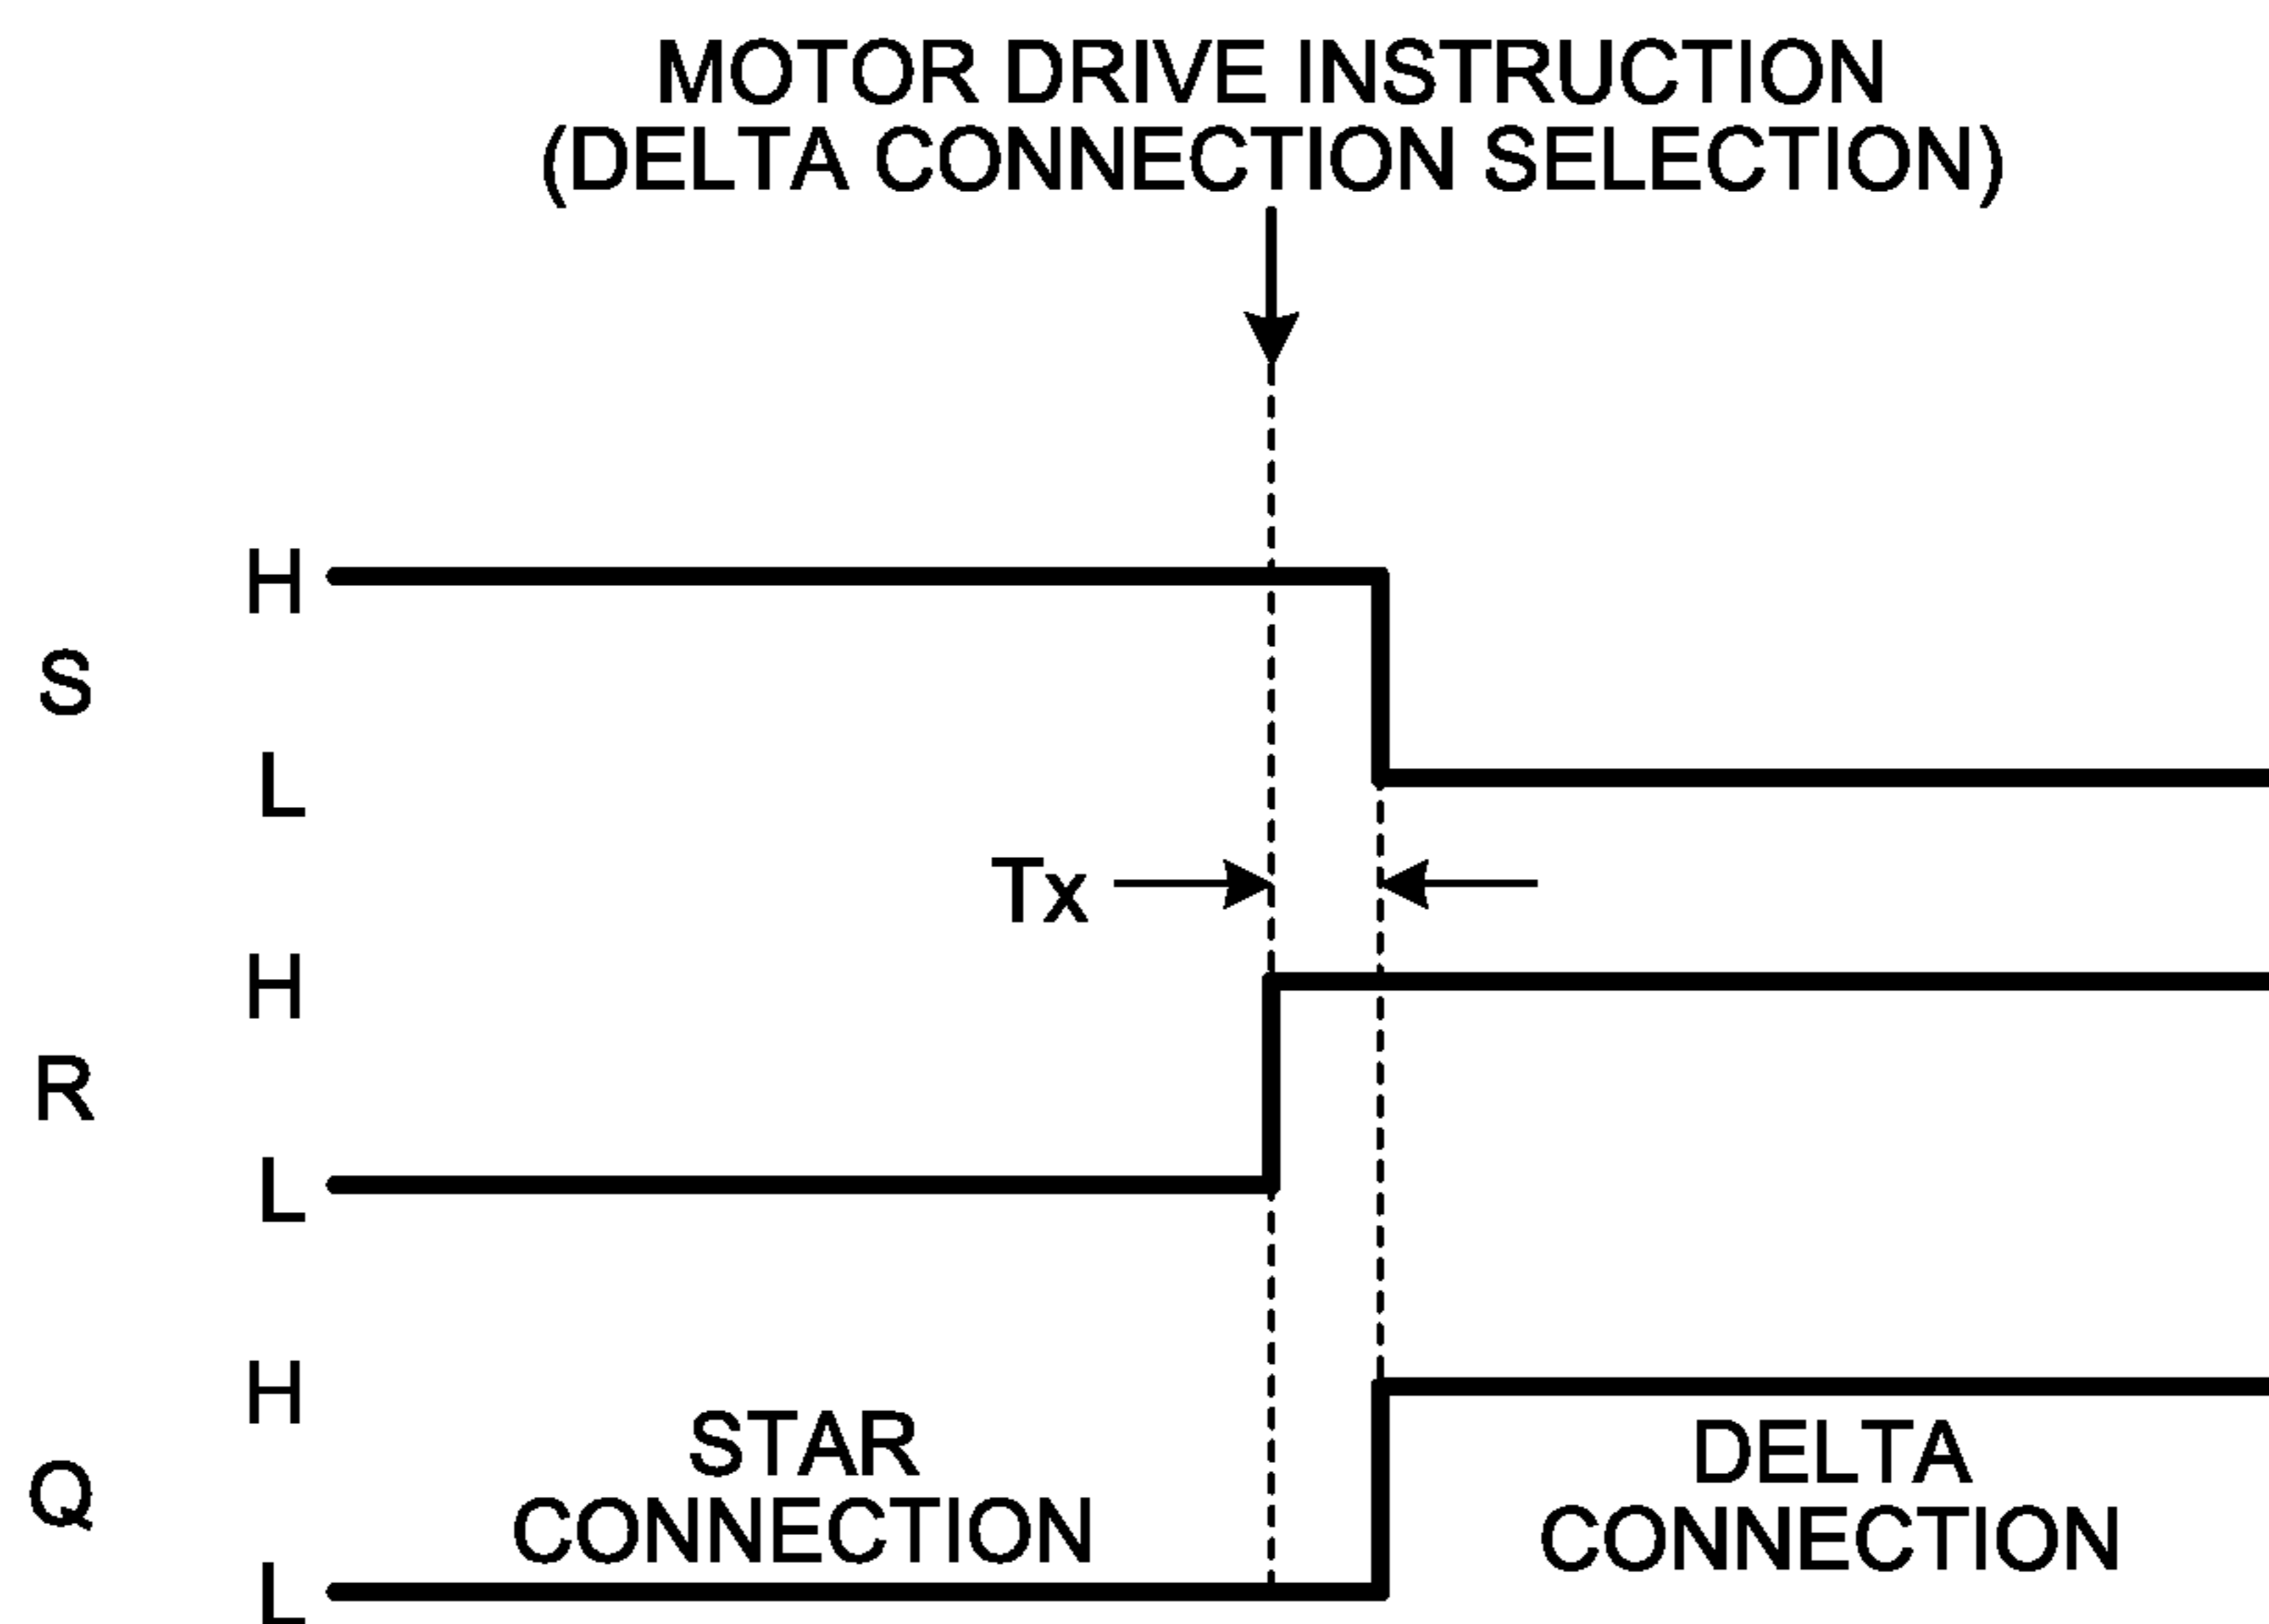 MOTOR DRIVE INSTRUCTION
(DELTA CONNECTION SELECTION)
H
S
L
Tx
H
R
L
H
STAR
CONNECTION
DELTA
CONNECTION
Q
L